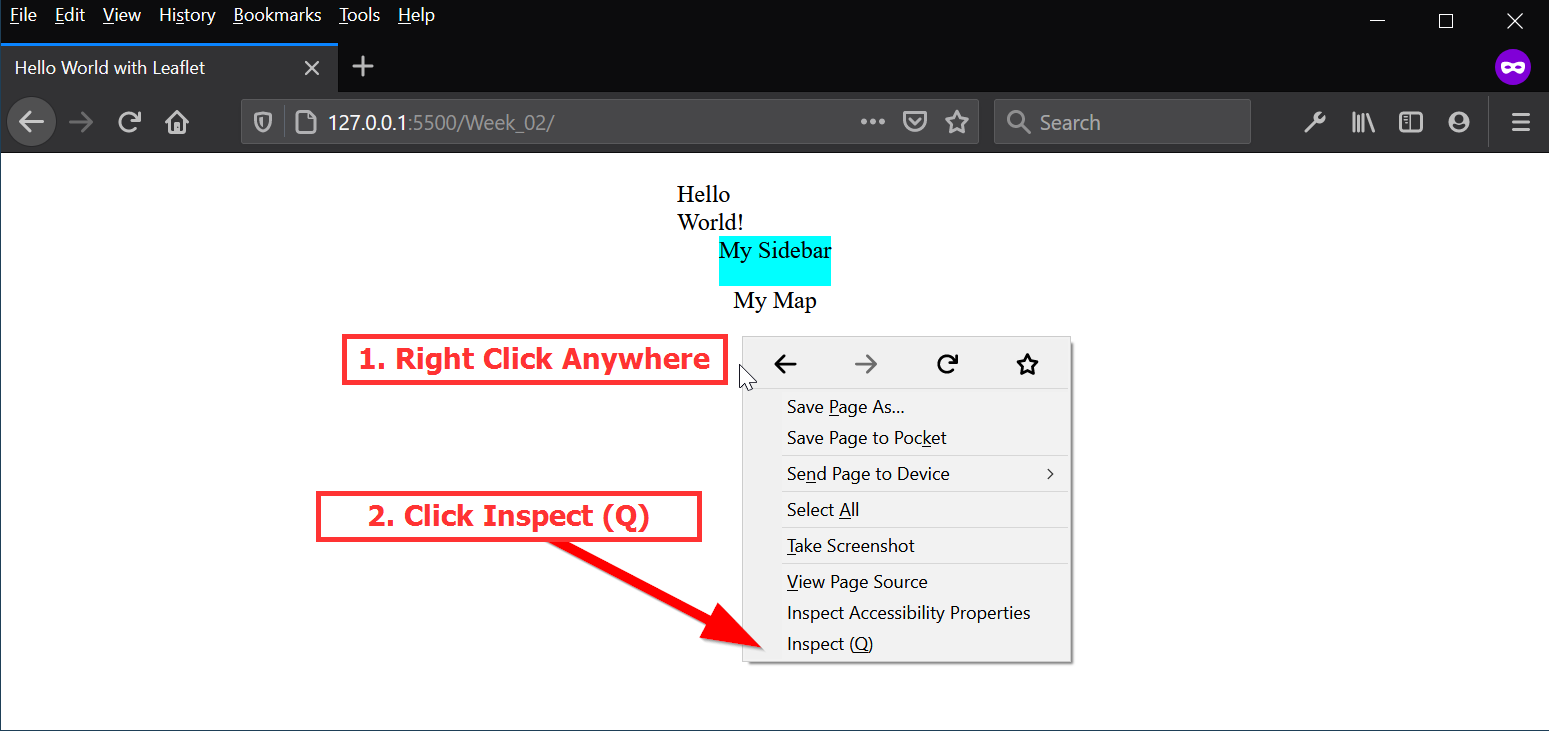 File Edit View History Bookmarks Tools Help
Hello World with Leaflet
127.0.0.1:5500/Week_02/
Search
Hello
World!
My Sidebar
My Map
1. Right Click Anywhere
Save Page As...
Save Page to Pocket
Send Page to Device
2. Click Inspect (Q)
Select All
Take Screenshot
View Page Source
Inspect Accessibility Properties
Inspect (Q)